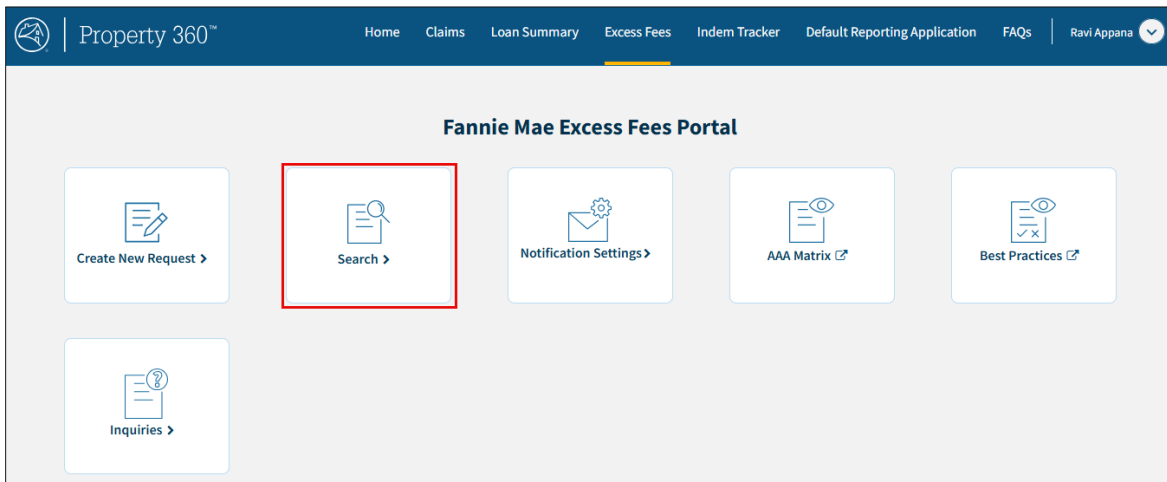 Property 360™
Home Claims Loan Summary Excess Fees Indem Tracker Default Reporting Application FAQs Ravi Appana
Fannie Mae Excess Fees Portal
Create New Request >
Search >
Notification Settings >
AAA Matrix
Best Practices
Inquiries >